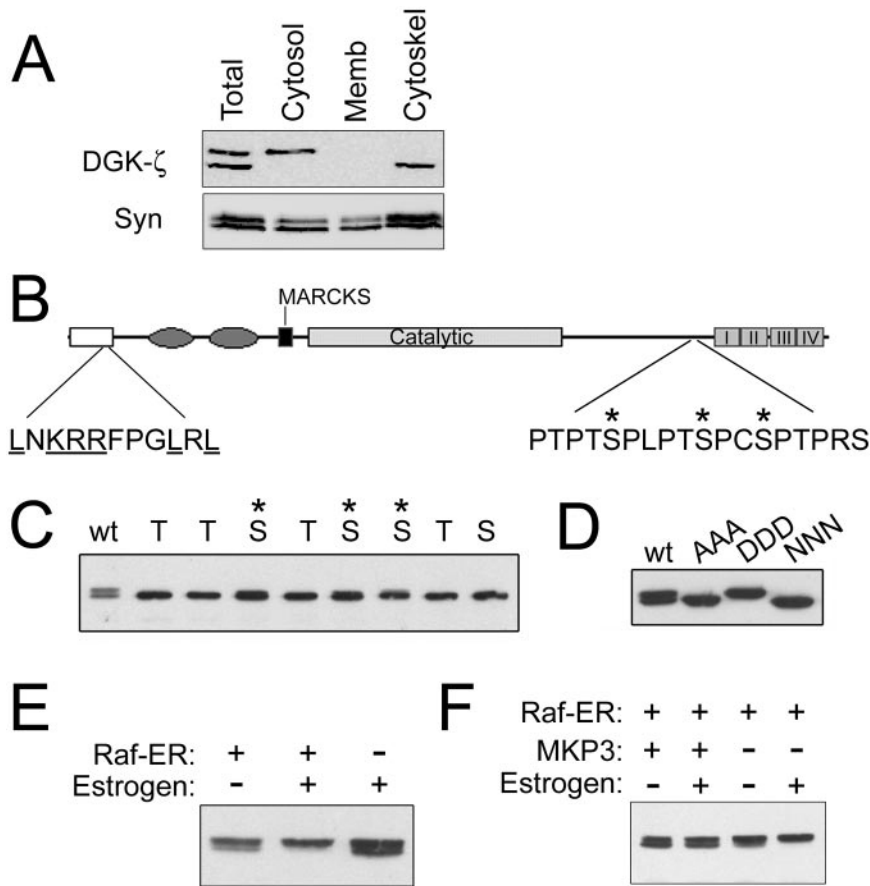 A
Total Cytosol Memb Cytoskel
DGK-ζ
Syn
B
MARCKS
Catalytic I II III IV
* * *
LNKRRFPGLRL PTPTSPLPTSPCSPTPRS
C
* * *
wt T T S T S S T S
D
wt AAA DDD NNN
E
Raf-ER: + + -
Estrogen: - + +
F
Raf-ER: + + + +
MKP3: + + - -
Estrogen: - + - +